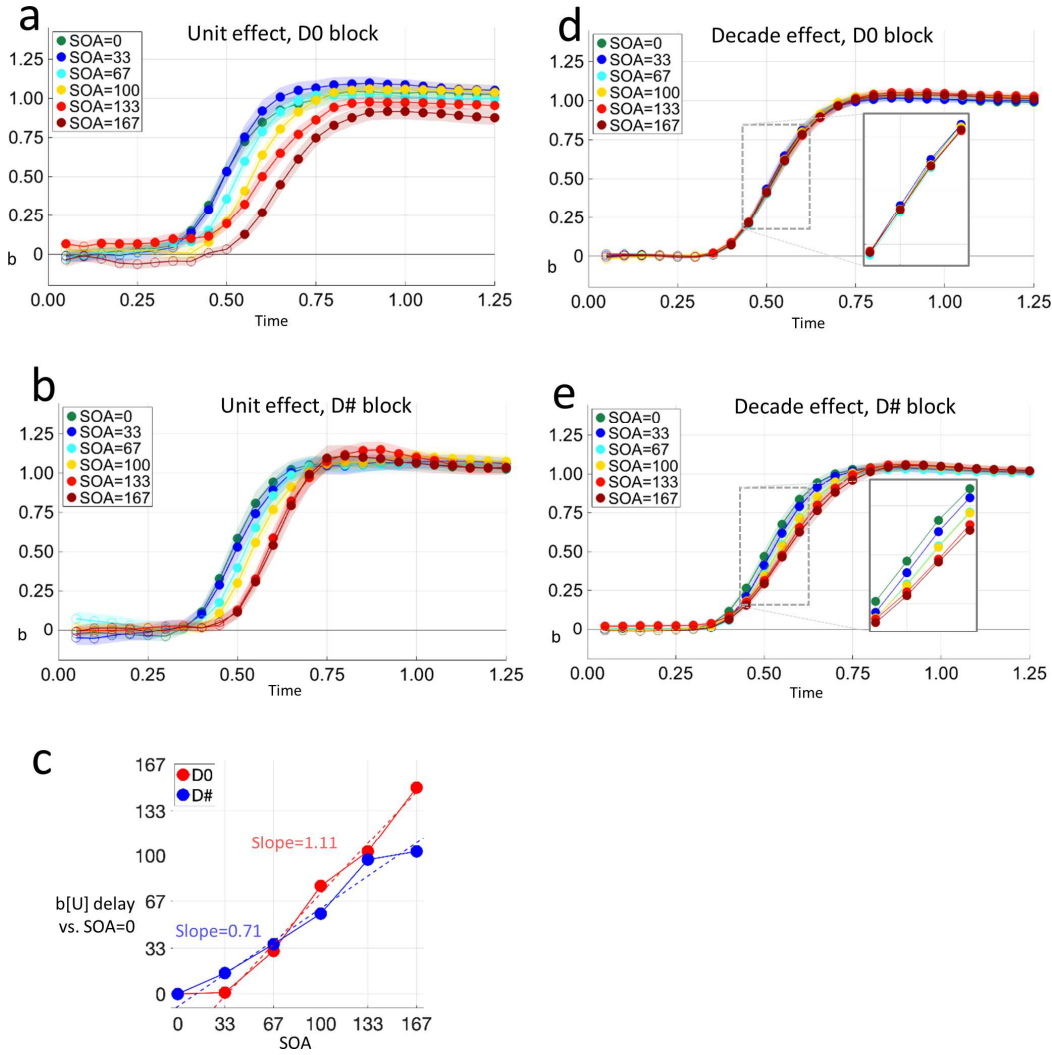 a
Unit effect, D0 block
SOA=0
SOA=33
SOA=67
SOA=100
SOA=133
SOA=167
1.25
1.00
0.75
0.50
0.25
0
b
0.00
0.25
0.50
0.75
1.00
1.25
Time
d
Decade effect, D0 block
SOA=0
SOA=33
SOA=67
SOA=100
SOA=133
SOA=167
1.25
1.00
0.75
0.50
0.25
0
b
0.00
0.25
0.50
0.75
1.00
1.25
Time
b
Unit effect, D# block
SOA=0
SOA=33
SOA=67
SOA=100
SOA=133
SOA=167
1.25
1.00
0.75
0.50
0.25
0
b
0.00
0.25
0.50
0.75
1.00
1.25
Time
e
Decade effect, D# block
SOA=0
SOA=33
SOA=67
SOA=100
SOA=133
SOA=167
1.25
1.00
0.75
0.50
0.25
0
b
0.00
0.25
0.50
0.75
1.00
1.25
Time
c
D0
D#
167
133
100
67
33
0
b[U] delay
vs. SOA=0
Slope=1.11
Slope=0.71
0
33
67
100
133
167
SOA